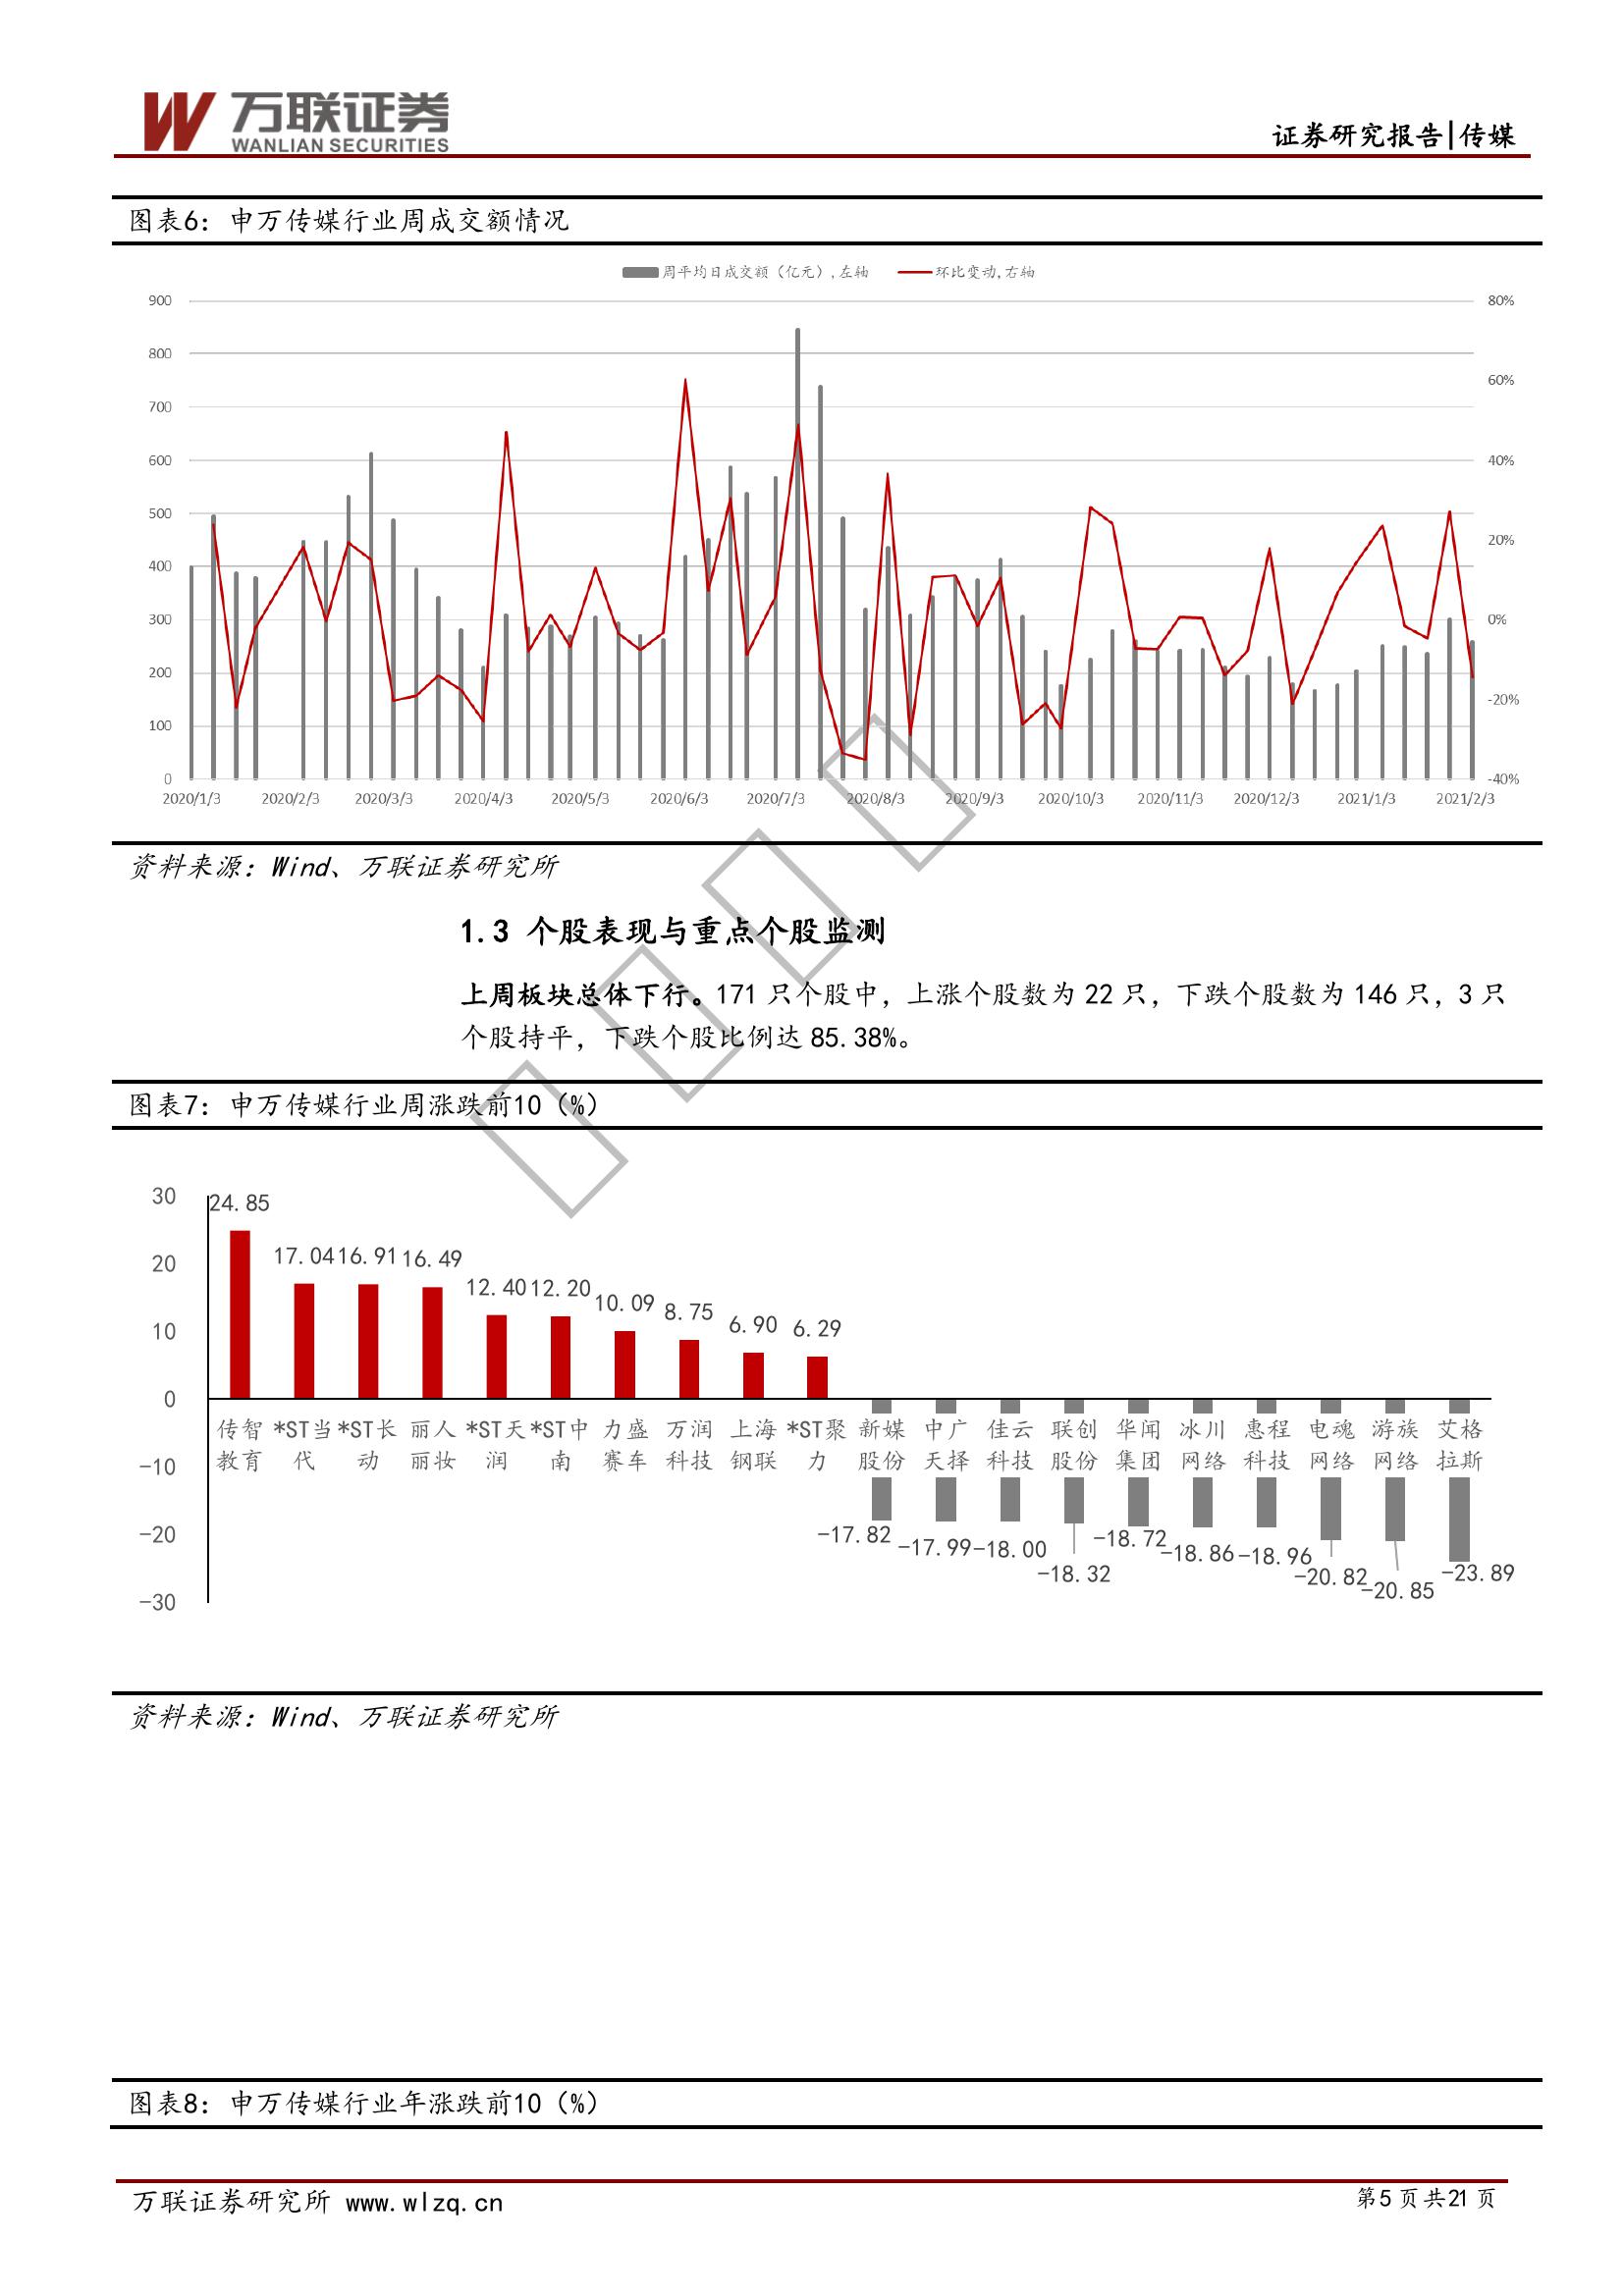 万联证券
WANLIAN SECURITIES
证券研究报告|传媒
图表6：申万传媒行业周成交额情况
周平均日成交额（亿元）,左轴 环比变动,右轴
900 80%
800
700 60%
600 40%
500
400 20%
300 0%
200 -20%
100
0 -40%
2020/1/3 2020/2/3 2020/3/3 2020/4/3 2020/5/3 2020/6/3 2020/7/3 2020/8/3 2020/9/3 2020/10/3 2020/11/3 2020/12/3 2021/1/3 2021/2/3
资料来源：Wind、万联证券研究所
1.3 个股表现与重点个股监测
上周板块总体下行。171 只个股中，上涨个股数为 22 只，下跌个股数为 146 只，3 只
个股持平，下跌个股比例达 85.38%。
图表7：申万传媒行业周涨跌前10（%）
30
20
10
0
-10
-20
-30
24.85 17.04 16.91 16.49 12.40 12.20 10.09 8.75 6.90 6.29
传智 *ST当 *ST长 丽人 *ST天 *ST中 力盛 万润 上海 *ST聚 新媒 中广 佳云 联创 华闻 冰川 惠程 电魂 游族 艾格
教育 代 动 丽妆 润 南 赛车 科技 钢联 力 股份 天择 科技 股份 集团 网络 科技 网络 网络 拉斯
-17.82 -17.99 -18.00 -18.32 -18.72 -18.86 -18.96 -20.82 -20.85 -23.89
资料来源：Wind、万联证券研究所
图表8：申万传媒行业年涨跌前10（%）
万联证券研究所 www.wlzq.cn
第5 页共21 页